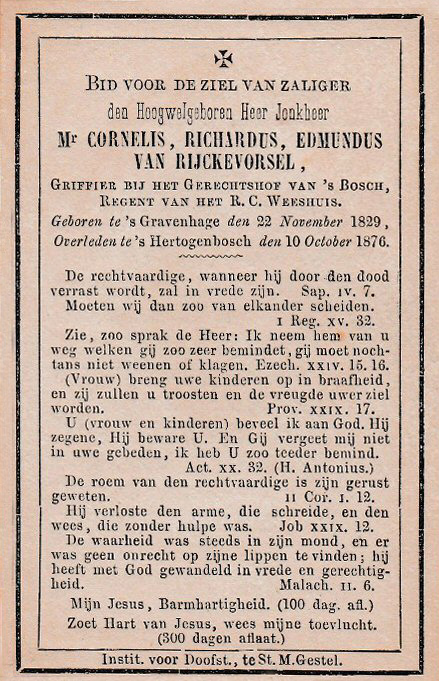 BID VOOR DE ZIEL VAN ZALIGER
den Hoogwelgeboren Heer Jonkheer
Mr CORNELIS, RICHARDUS, EDMUNDUS
VAN RIJCKEVORSEL,
GRIFFIER BIJ HET GERECHTSHOF VAN 's BOSCH,
REGENT VAN HET R. C. WEESHUIS.
Geboren te 's Gravenhage den 22 November 1829,
Overleden te 's Hertogenbosch den 10 October 1876.
De rechtvaardige, wanneer hij door den dood
verrast wordt, zal in vrede zijn. Sap. IV. 7.
Moeten wij dan zoo van elkander scheiden.
I Reg. XV. 32.
Zie, zoo sprak de Heer: Ik neem hem van u
weg welken gij zoo zeer bemindet, gij moet noch-
tans niet weenen of klagen. Ezech. XXIV. 15. 16.
(Vrouw) breng uwe kinderen op in braafheid,
en zij zullen u troosten en de vreugde uwer ziel
worden. Prov. XXIX. 17.
U (vrouw en kinderen) beveel ik aan God. Hij
zegene, Hij beware U. En Gij vergeet mij niet
in uwe gebeden, ik heb U zoo teeder bemind.
Act. XX. 32. (H. Antonius.)
De roem van den rechtvaardige is zijn gerust
geweten. II Cor. I. 12.
Hij verloste den arme, die schreide, en den
wees, die zonder hulpe was. Job XXIX. 12.
De waarheid was steeds in zijn mond, en er
was geen onrecht op zijne lippen te vinden; hij
heeft met God gewandeld in vrede en gerechtig-
heid. Malach. II. 6.
Mijn Jesus, Barmhartigheid. (100 dag. afl.)
Zoet Hart van Jesus, wees mijne toevlucht.
(300 dagen aflaat.)
Instit. voor Doofst., te St. M. Gestel.